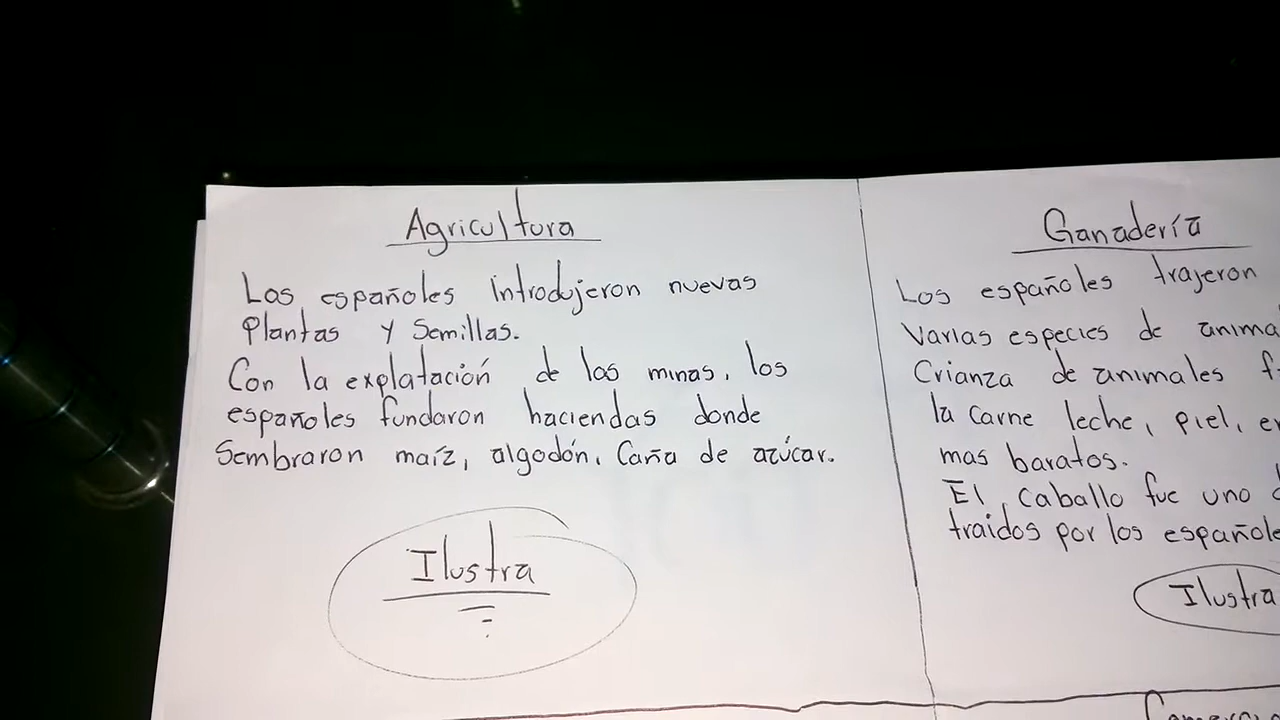 Agricultura
Los españoles introdujeron nuevas
plantas y semillas.
Con la explatación de las minas, los
españoles fundaron haciendas donde
Sembraron maíz, algodón, Caña de azúcar.
Ilustra
Ganadería
Los españoles trajeron
Varias especies de
Crianza de animales
la carne leche, piel,
mas baratos.
El caballo fue uno
traidos por los
Ilustra